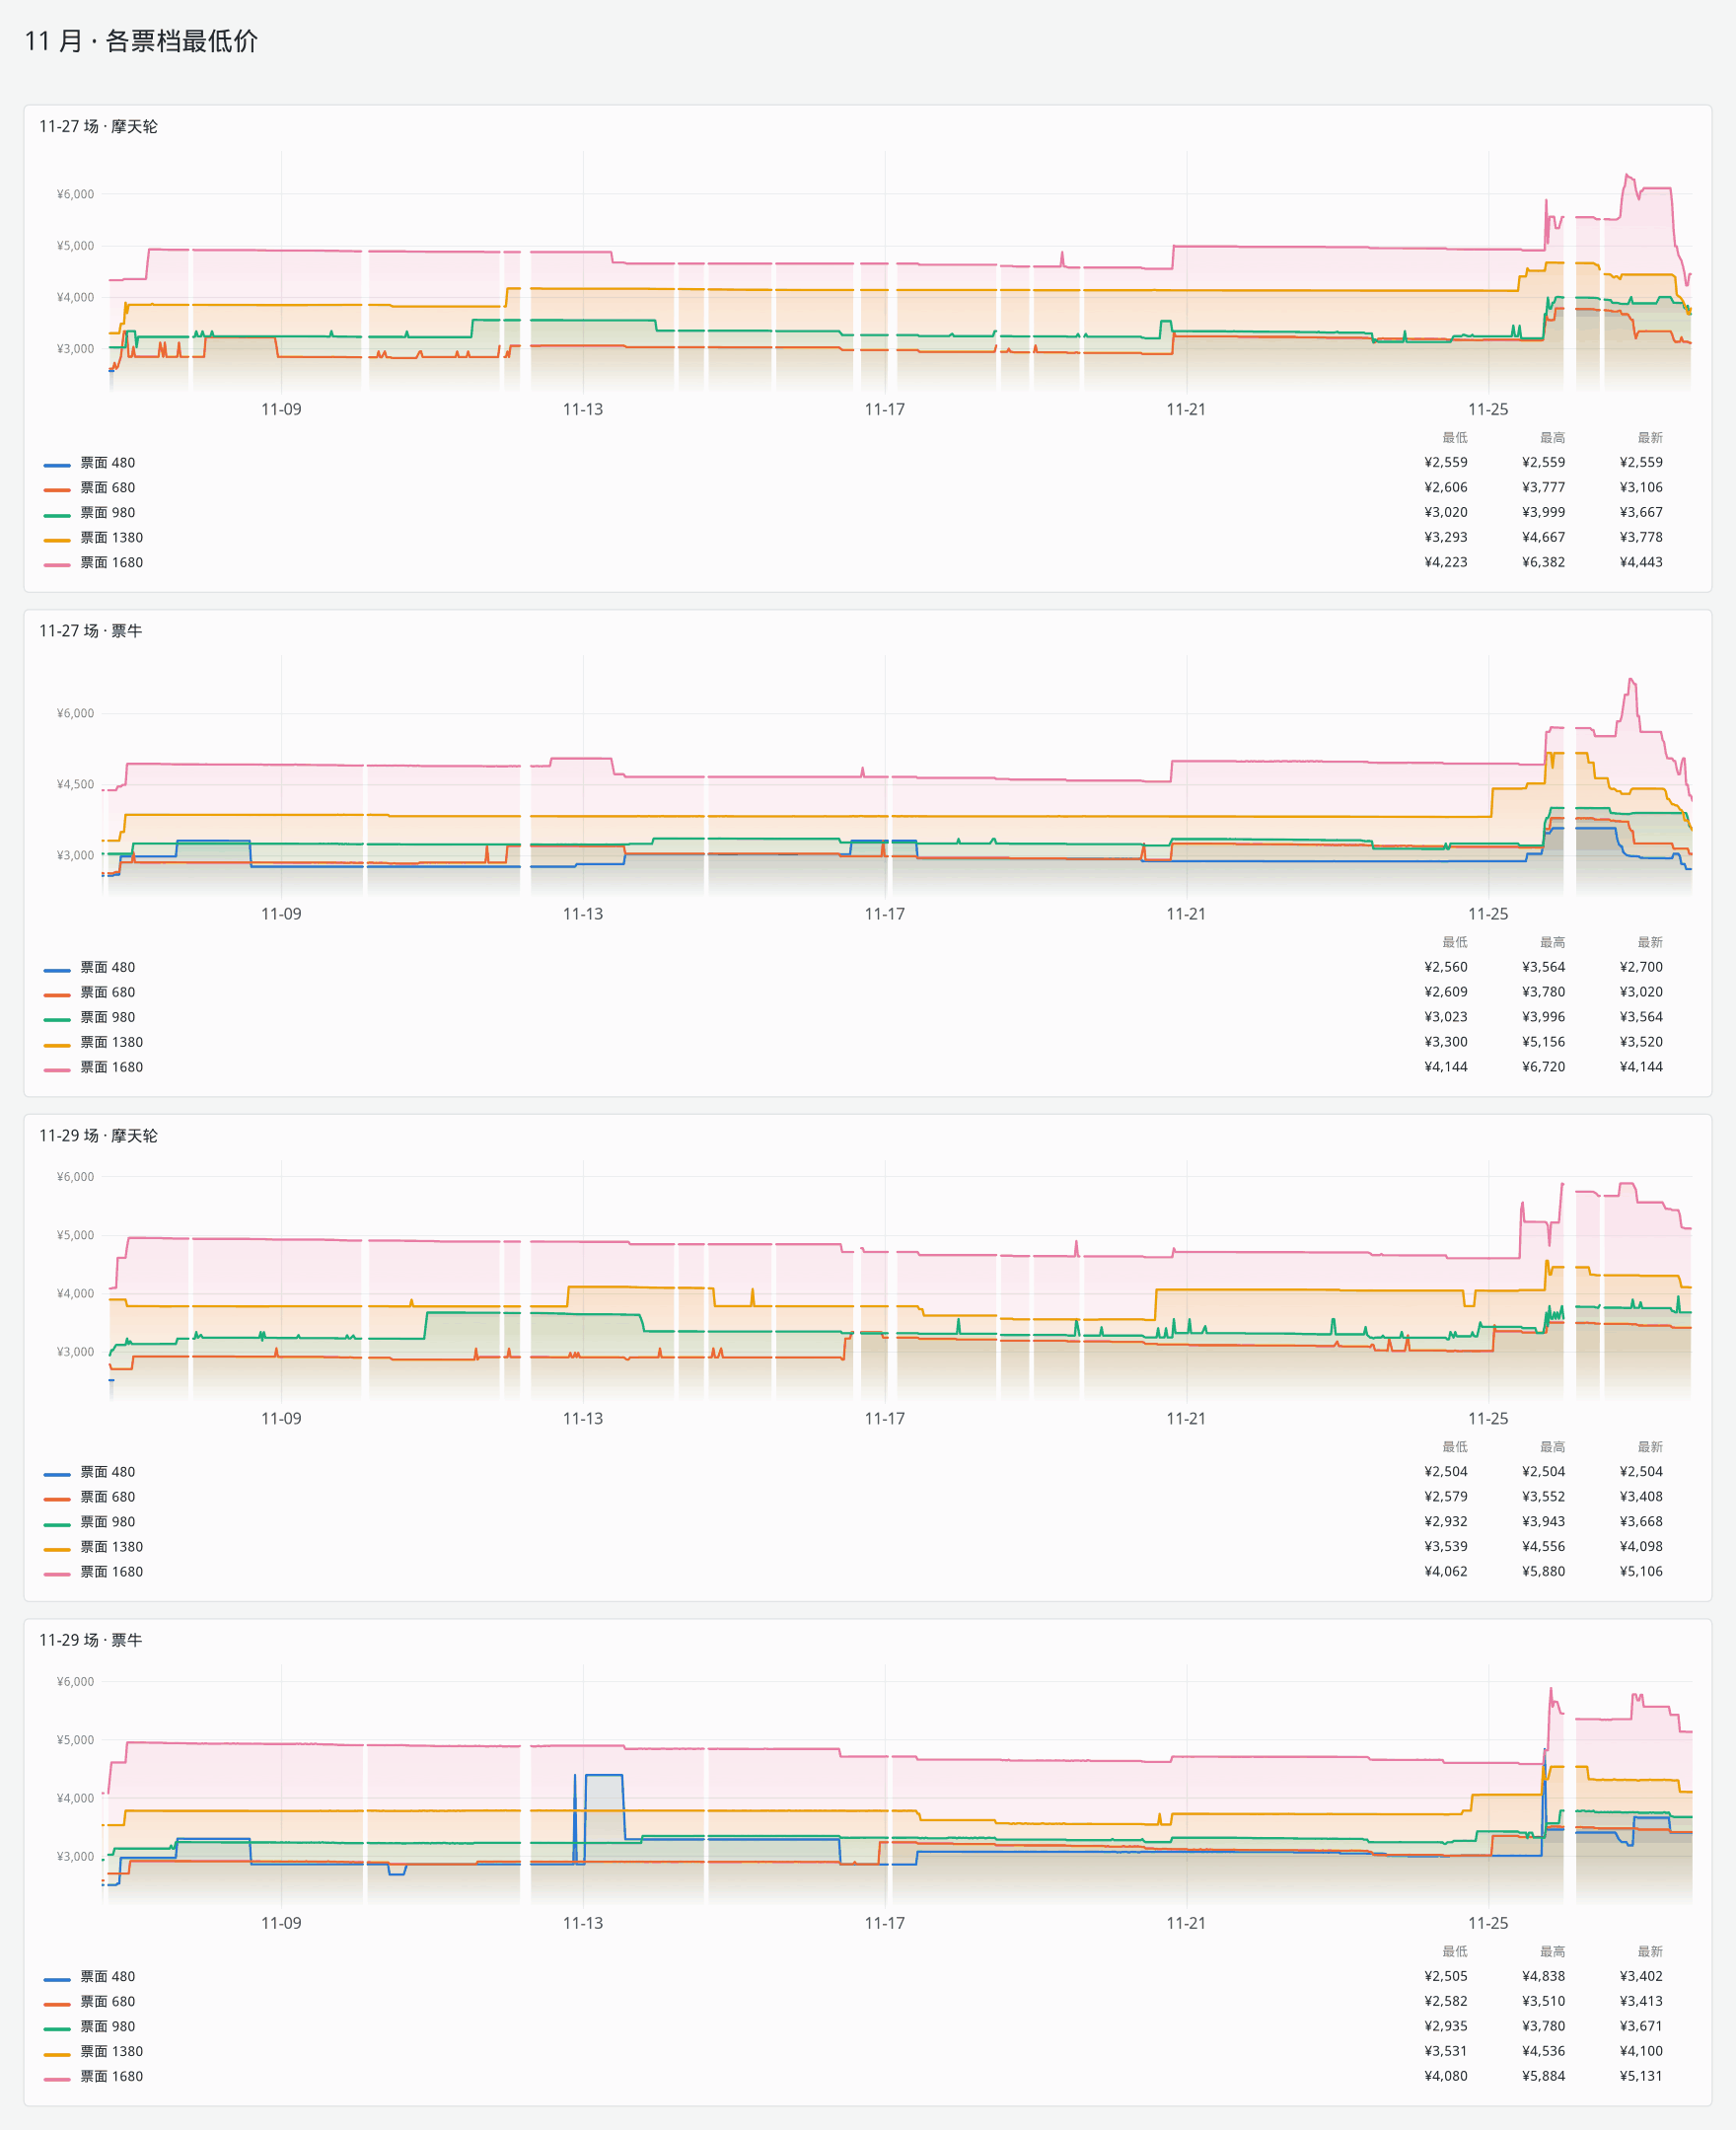 11 月 · 各票档最低价
11-27 场 · 摩天轮
¥6,000
¥5,000
¥4,000
¥3,000
11-09 11-13 11-17 11-21 11-25
最低 最高 最新
票面 480 ¥2,559 ¥2,559 ¥2,559
票面 680 ¥2,606 ¥3,777 ¥3,106
票面 980 ¥3,020 ¥3,999 ¥3,667
票面 1380 ¥3,293 ¥4,667 ¥3,778
票面 1680 ¥4,223 ¥6,382 ¥4,443
11-27 场 · 票牛
¥6,000
¥4,500
¥3,000
11-09 11-13 11-17 11-21 11-25
最低 最高 最新
票面 480 ¥2,560 ¥3,564 ¥2,700
票面 680 ¥2,609 ¥3,780 ¥3,020
票面 980 ¥3,023 ¥3,996 ¥3,564
票面 1380 ¥3,300 ¥5,156 ¥3,520
票面 1680 ¥4,144 ¥6,720 ¥4,144
11-29 场 · 摩天轮
¥6,000
¥5,000
¥4,000
¥3,000
11-09 11-13 11-17 11-21 11-25
最低 最高 最新
票面 480 ¥2,504 ¥2,504 ¥2,504
票面 680 ¥2,579 ¥3,552 ¥3,408
票面 980 ¥2,932 ¥3,943 ¥3,668
票面 1380 ¥3,539 ¥4,556 ¥4,098
票面 1680 ¥4,062 ¥5,880 ¥5,106
11-29 场 · 票牛
¥6,000
¥5,000
¥4,000
¥3,000
11-09 11-13 11-17 11-21 11-25
最低 最高 最新
票面 480 ¥2,505 ¥4,838 ¥3,402
票面 680 ¥2,582 ¥3,510 ¥3,413
票面 980 ¥2,935 ¥3,780 ¥3,671
票面 1380 ¥3,531 ¥4,536 ¥4,100
票面 1680 ¥4,080 ¥5,884 ¥5,131